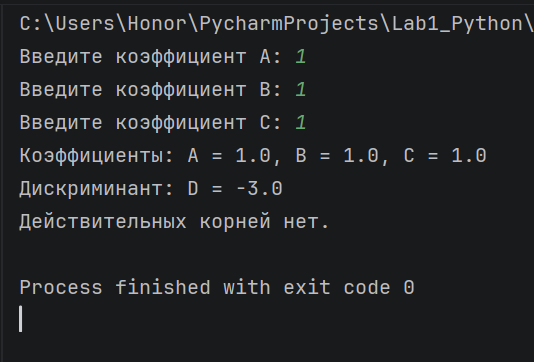 C:\Users\Honor\PycharmProjects\Lab1_Python\
Введите коэффициент A: 1
Введите коэффициент B: 1
Введите коэффициент C: 1
Коэффициенты: A = 1.0, B = 1.0, C = 1.0
Дискриминант: D = -3.0
Действительных корней нет.
Process finished with exit code 0